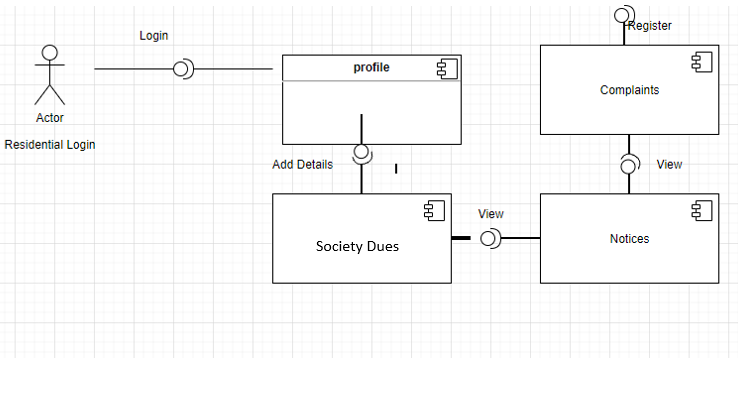 Login
Register
profile
Complaints
Actor
Residential Login
Add Details
View
View
Society Dues
Notices